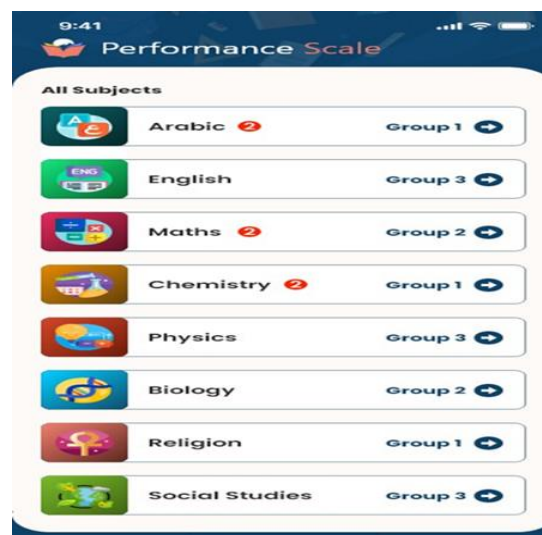 9:41
Performance Scale
All Subjects
Arabic 2 Group 1
ENG English Group 3
Maths 2 Group 2
Chemistry 2 Group 1
Physics Group 3
Biology Group 2
Religion Group 1
Social Studies Group 3